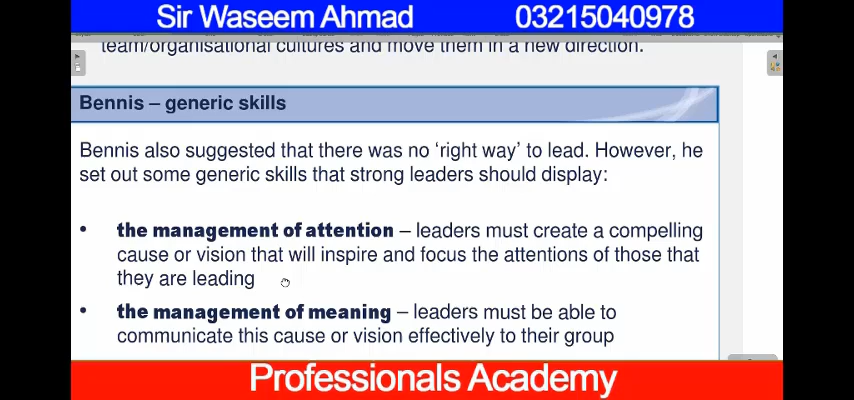 Sir Waseem Ahmad 03215040978
team/organisational cultures and move them in a new direction.
Bennis – generic skills
Bennis also suggested that there was no ‘right way’ to lead. However, he
set out some generic skills that strong leaders should display:
• the management of attention – leaders must create a compelling
cause or vision that will inspire and focus the attentions of those that
they are leading
• the management of meaning – leaders must be able to
communicate this cause or vision effectively to their group
Professionals Academy